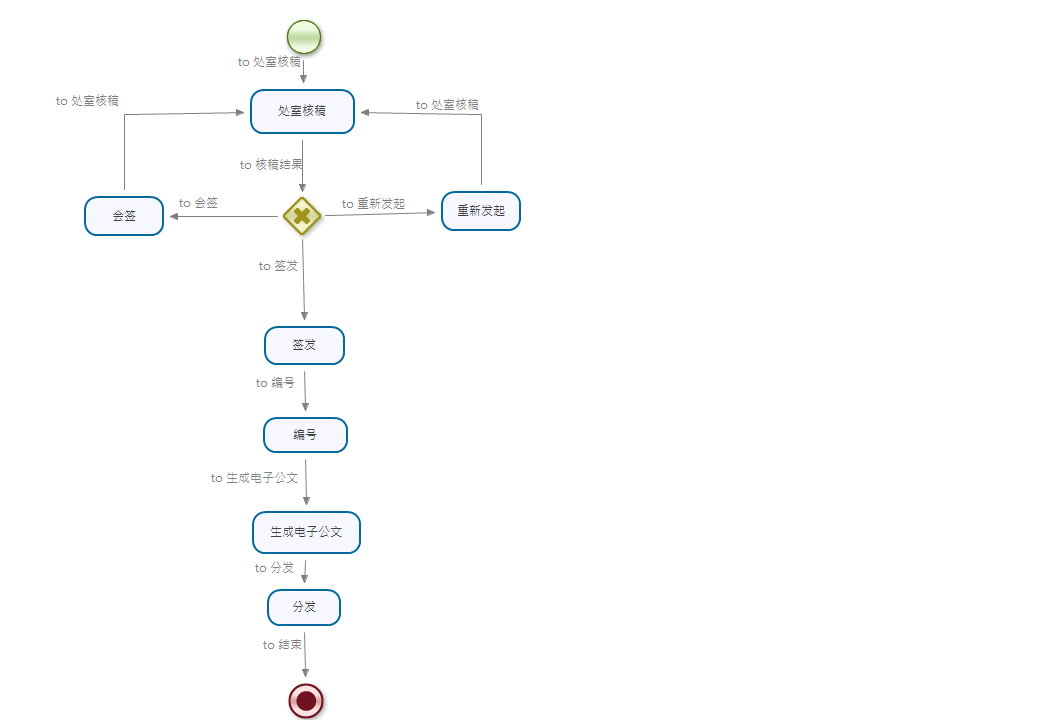 to 处室核稿
to 处室核稿
to 处室核稿
处室核稿
to 核稿结果
to 会签
to 重新发起
会签
重新发起
to 签发
签发
to 编号
编号
to 生成电子公文
生成电子公文
to 分发
分发
to 结束